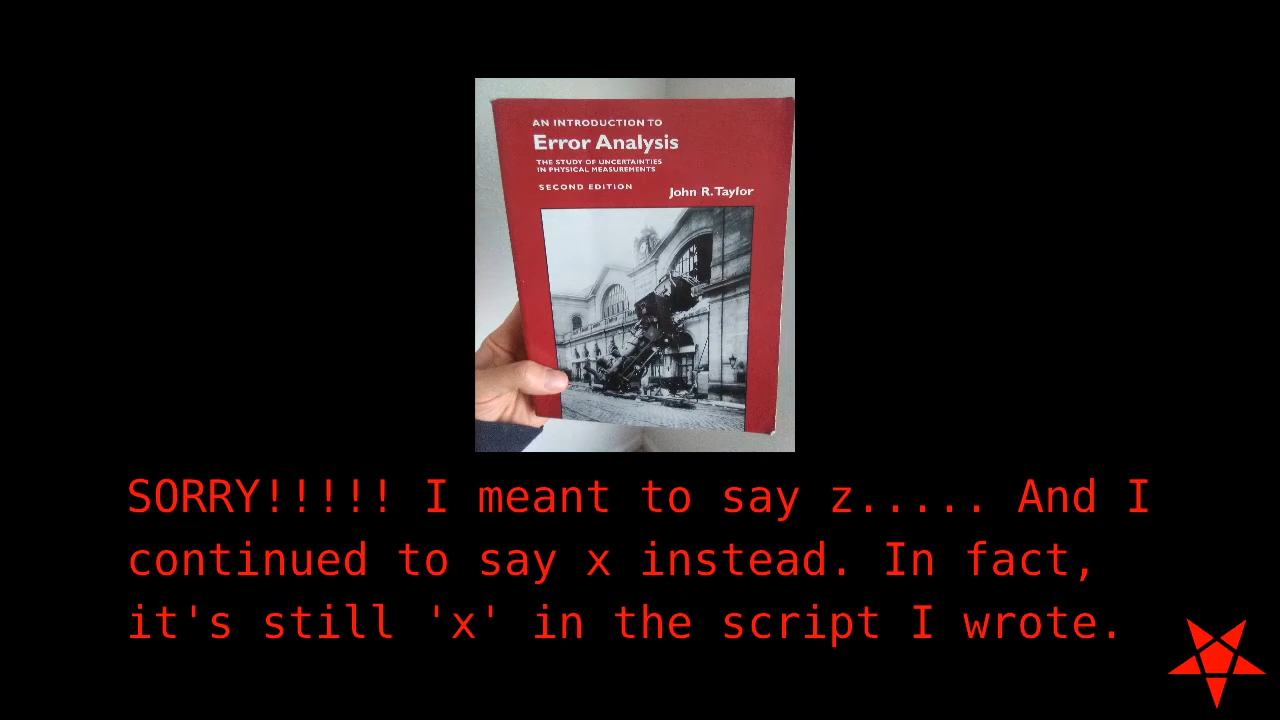 AN INTRODUCTION TO
Error Analysis
THE STUDY OF UNCERTAINTIES
IN PHYSICAL MEASUREMENTS
SECOND EDITION
John R. Taylor
SORRY!!!!! I meant to say z..... And I
continued to say x instead. In fact,
it's still 'x' in the script I wrote.